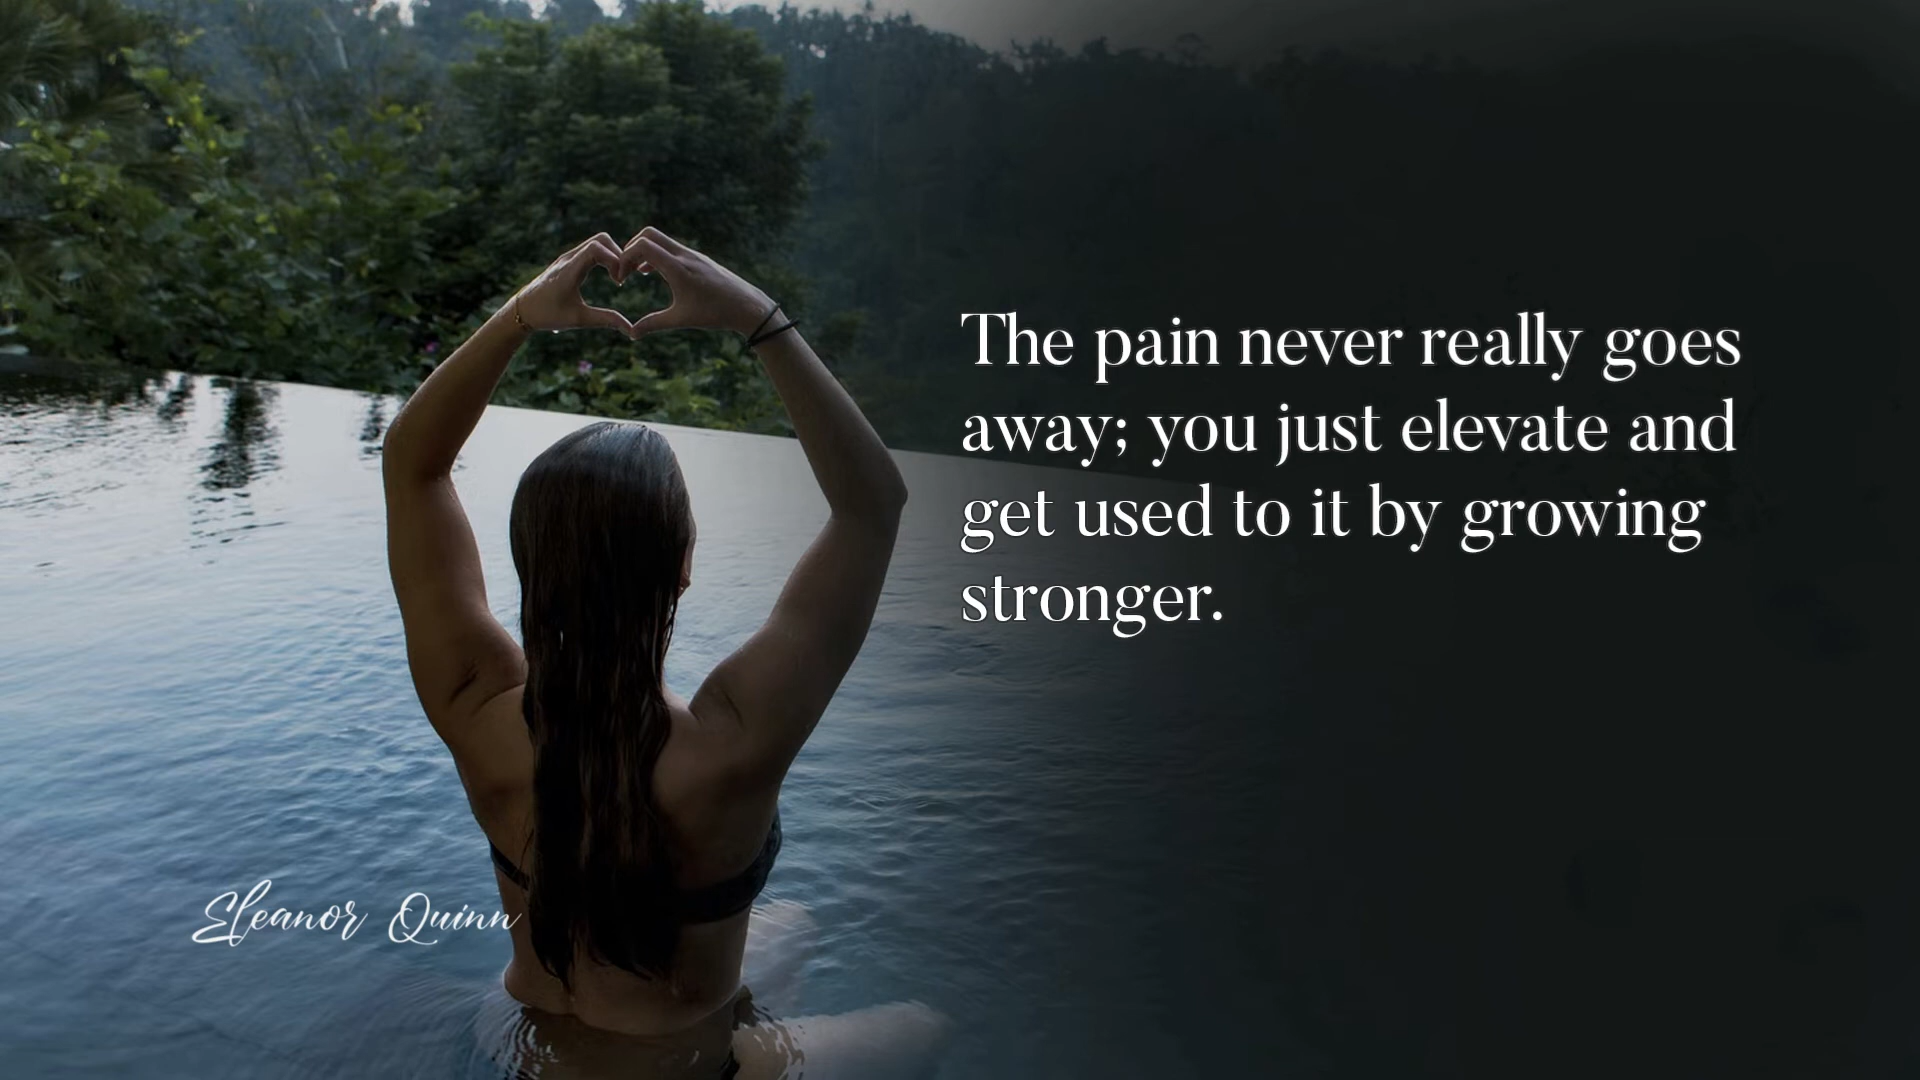 The pain never really goes
away; you just elevate and
get used to it by growing
stronger.
Eleanor Quinn